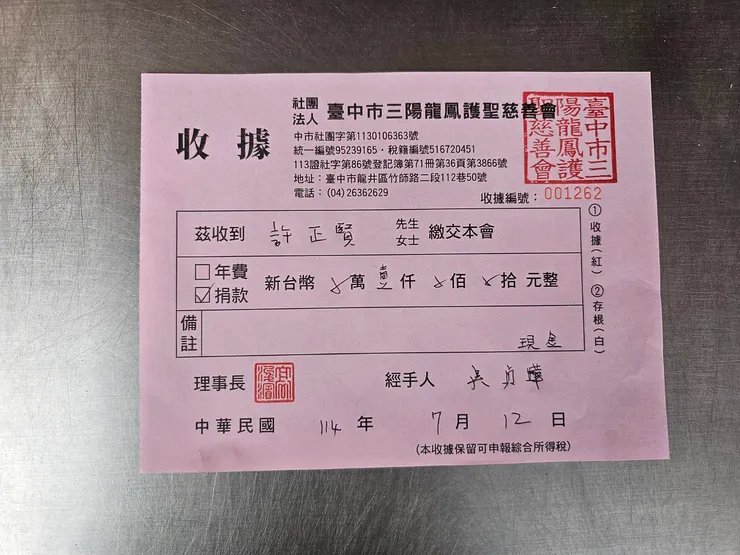 收據
社團法人 臺中市三陽龍鳳護聖慈善會
中市社團字第1130106363號
統一編號95239165・稅籍編號516720451
113證社字第86號登記簿第71冊第36頁第3866號
地址：臺中市龍井區竹師路二段112巷50號
電話：(04)26362629
臺中市三陽龍鳳護聖慈善會
收據編號：001262
茲收到 許正賢 先生女士 繳交本會
□年費
☑捐款 新台幣 ㄨ萬 壹仟 ㄨ佰 ㄨ拾 元整
備註 現金
理事長 經手人 吳
中華民國 114 年 7 月 12 日
(本收據保留可申報綜合所得稅)
①收據(紅) ②存根(白)